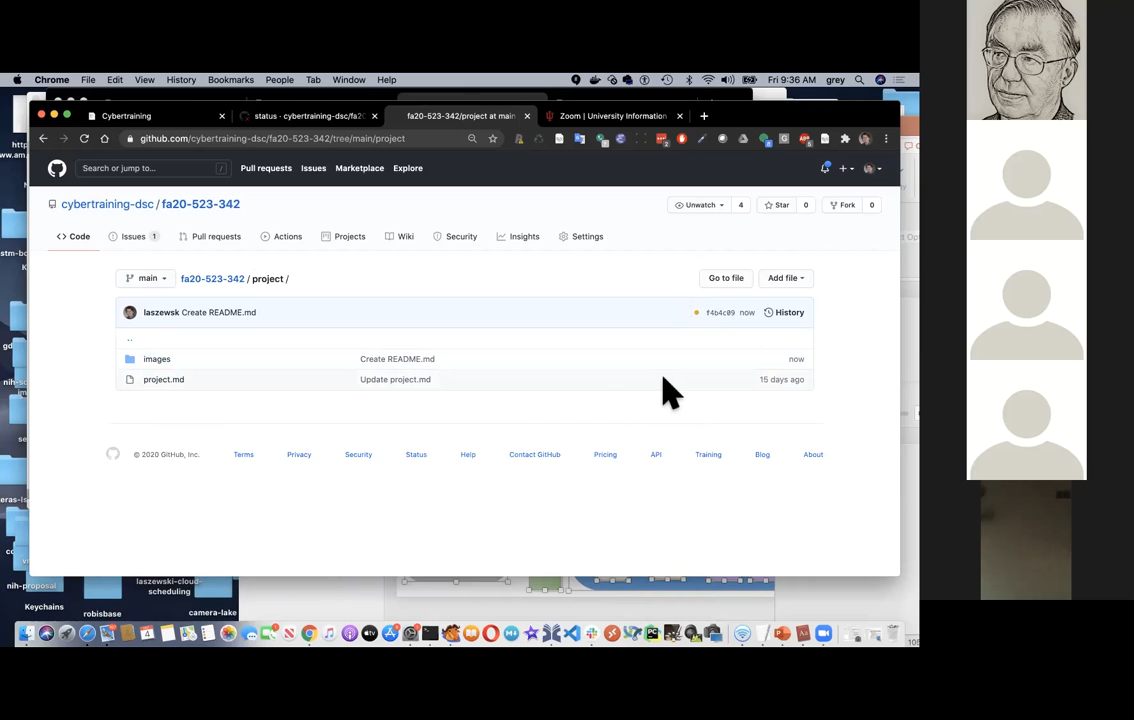 Chrome File Edit View History Bookmarks People Tab Window Help
Fri 9:36 AM grey
Cybertraining
status · cybertraining-dsc/fa20
fa20-523-342/project at main
Zoom | University Information
github.com/cybertraining-dsc/fa20-523-342/tree/main/project
Search or jump to... /
Pull requests Issues Marketplace Explore
cybertraining-dsc / fa20-523-342
Unwatch 4 Star 0 Fork 0
Code Issues 1 Pull requests Actions Projects Wiki Security Insights Settings
main fa20-523-342 / project /
Go to file Add file
laszewsk Create README.md f4b4c09 now History
..
images Create README.md now
project.md Update project.md 15 days ago
© 2020 GitHub, Inc. Terms Privacy Security Status Help Contact GitHub Pricing API Training Blog About
nih-proposal
laszewski-cloud-scheduling
Keychains robisbase camera-lake